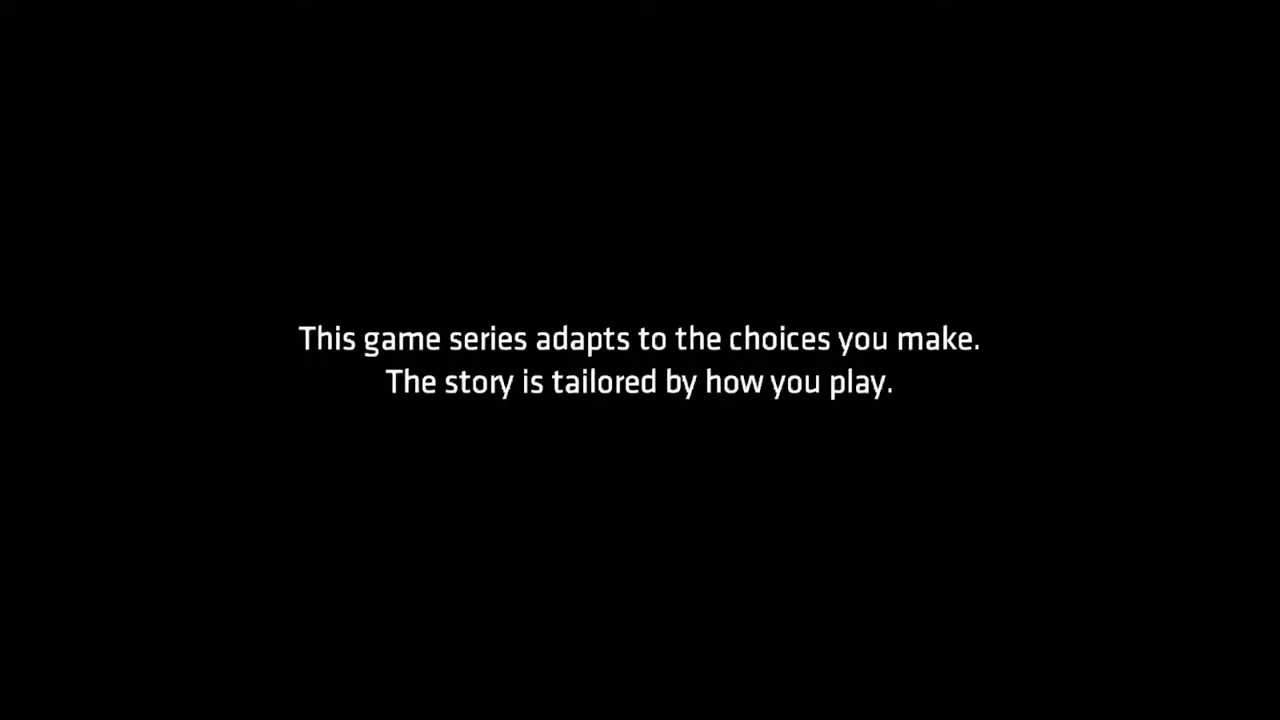 This game series adapts to the choices you make.
The story is tailored by how you play.